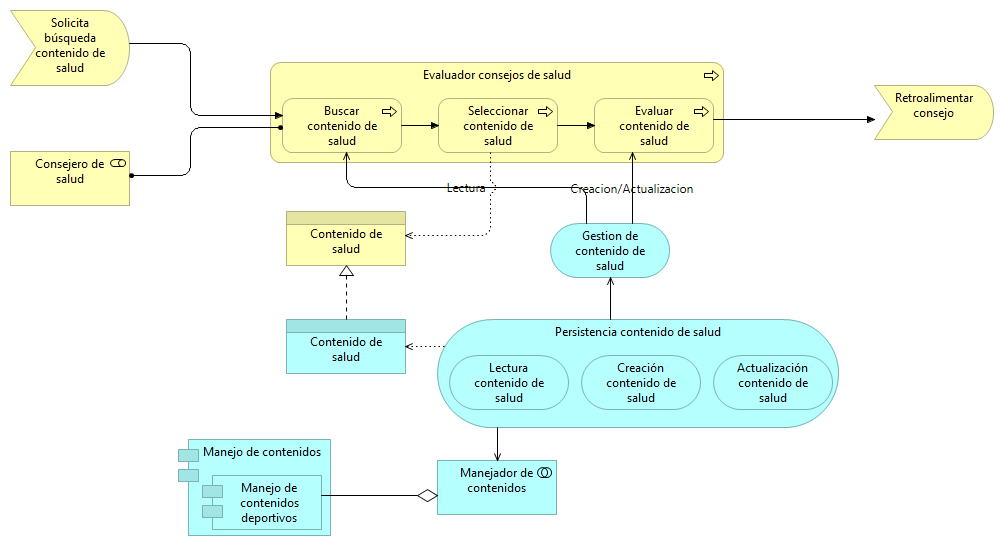 Solicita
búsqueda
contenido de
salud
Evaluador consejos de salud
Buscar
contenido de
salud
Seleccionar
contenido de
salud
Evaluar
contenido de
salud
Retroalimentar
consejo
Consejero de
salud
Lectura
Creacion/Actualizacion
Contenido de
salud
Gestion de
contenido de
salud
Contenido de
salud
Persistencia contenido de salud
Lectura
contenido de
salud
Creación
contenido de
salud
Actualización
contenido de
salud
Manejo de contenidos
Manejo de
contenidos
deportivos
Manejador de
contenidos